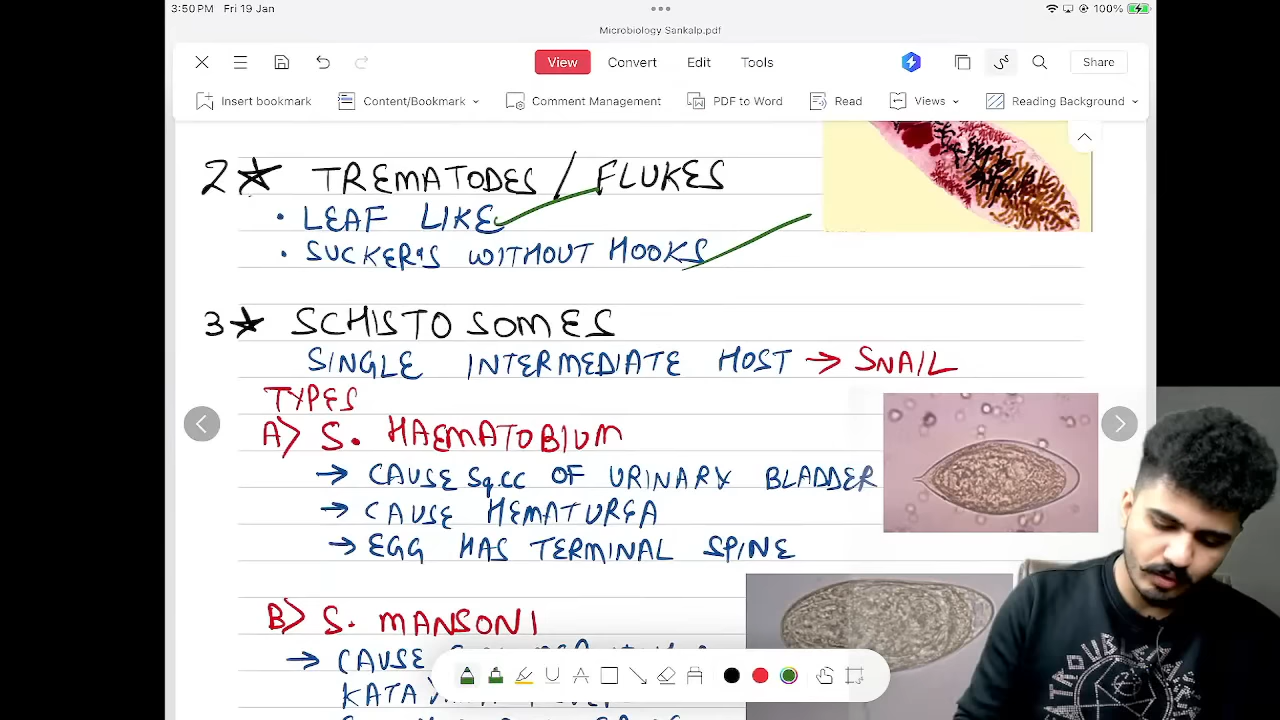 3:50 PM Fri 19 Jan
100%
Microbiology Sankalp.pdf
View Convert Edit Tools Share
Insert bookmark Content/Bookmark Comment Management PDF to Word Read Views Reading Background
2 ★ TREMATODES / FLUKES
• LEAF LIKE
• SUCKERS WITHOUT HOOKS
3 ★ SCHISTOSOMES
SINGLE INTERMEDIATE HOST → SNAIL
TYPES
A> S. HAEMATOBIUM
→ CAUSE Sq.CC OF URINARY BLADDER
→ CAUSE HEMATUREA
→ EGG HAS TERMINAL SPINE
B> S. MANSONI
→ CAUSE